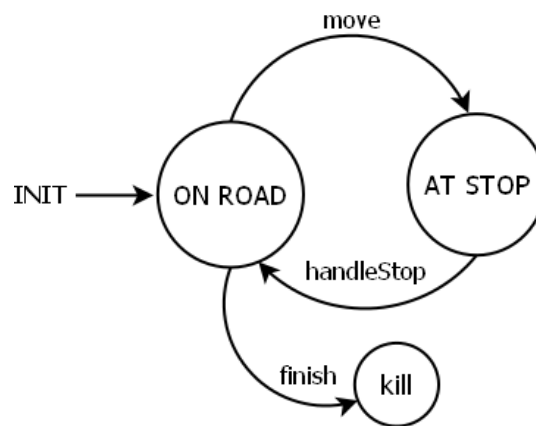 move
INIT
ON ROAD
AT STOP
handleStop
finish
kill